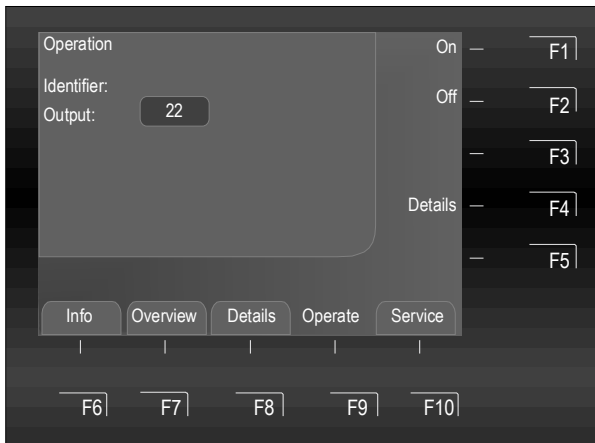 Operation
On
F1
Identifier:
Off
F2
Output: 22
F3
Details
F4
F5
Info Overview Details Operate Service
F6 F7 F8 F9 F10